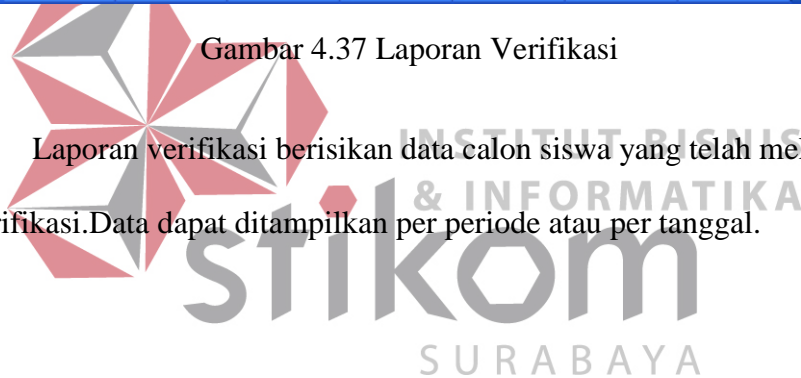 Gambar 4.37 Laporan Verifikasi
INSTITUT BISNIS
Laporan verifikasi berisikan data calon siswa yang telah mel
& INFORMATIKA
rifikasi.Data dapat ditampilkan per periode atau per tanggal.
stikom
SURABAYA